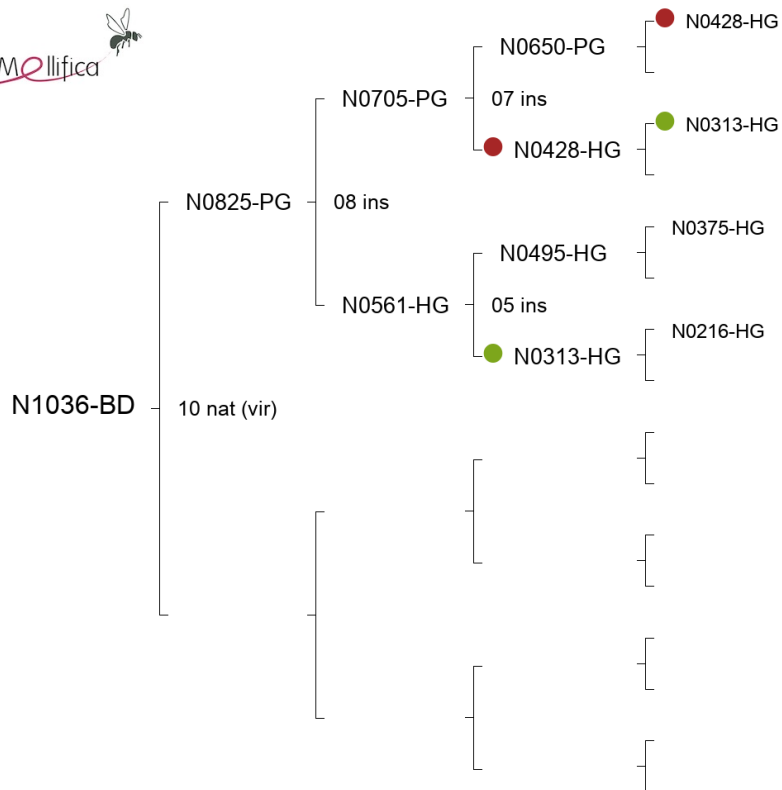 Mellifica
N0428-HG
N0650-PG
N0705-PG
07 ins
N0313-HG
N0428-HG
N0825-PG
08 ins
N0375-HG
N0495-HG
N0561-HG
05 ins
N0216-HG
N0313-HG
N1036-BD
10 nat (vir)